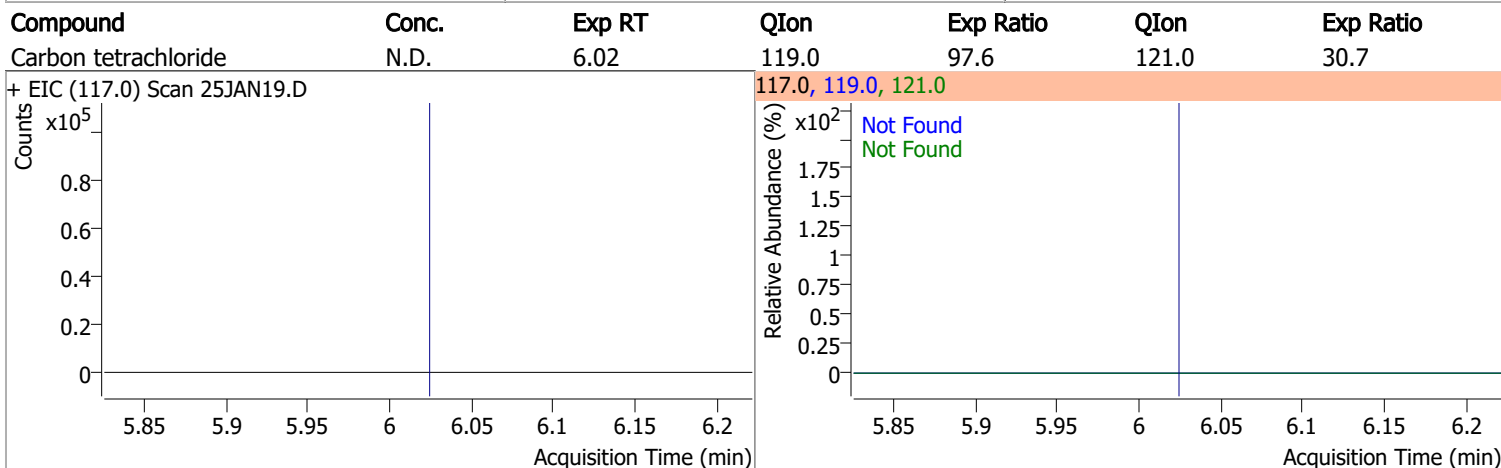 Compound Conc. Exp RT QIon Exp Ratio QIon Exp Ratio
Carbon tetrachloride N.D. 6.02 119.0 97.6 121.0 30.7
+ EIC (117.0) Scan 25JAN19.D
Counts
x10^5
0.8
0.6
0.4
0.2
0
5.85 5.9 5.95 6 6.05 6.1 6.15 6.2
Acquisition Time (min)
117.0, 119.0, 121.0
Relative Abundance (%)
x10^2
Not Found
Not Found
1.75
1.5
1.25
1
0.75
0.5
0.25
0
5.85 5.9 5.95 6 6.05 6.1 6.15 6.2
Acquisition Time (min)